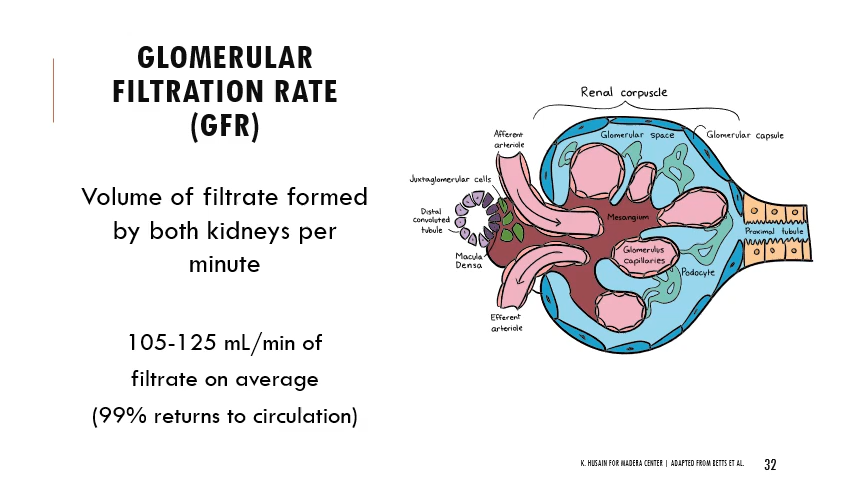 GLOMERULAR
FILTRATION RATE
(GFR)
Volume of filtrate formed
by both kidneys per
minute
105-125 mL/min of
filtrate on average
(99% returns to circulation)
Renal corpuscle
Afferent
arteriole
Glomerular space
Glomerular capsule
Juxtaglomerular cells
Distal
convoluted
tubule
Mesangium
Proximal tubule
Macula
Densa
Glomerulus
capillaries
Podocyte
Efferent
arteriole
K. HUSAIN FOR MADERA CENTER | ADAPTED FROM BETTS ET AL.
32